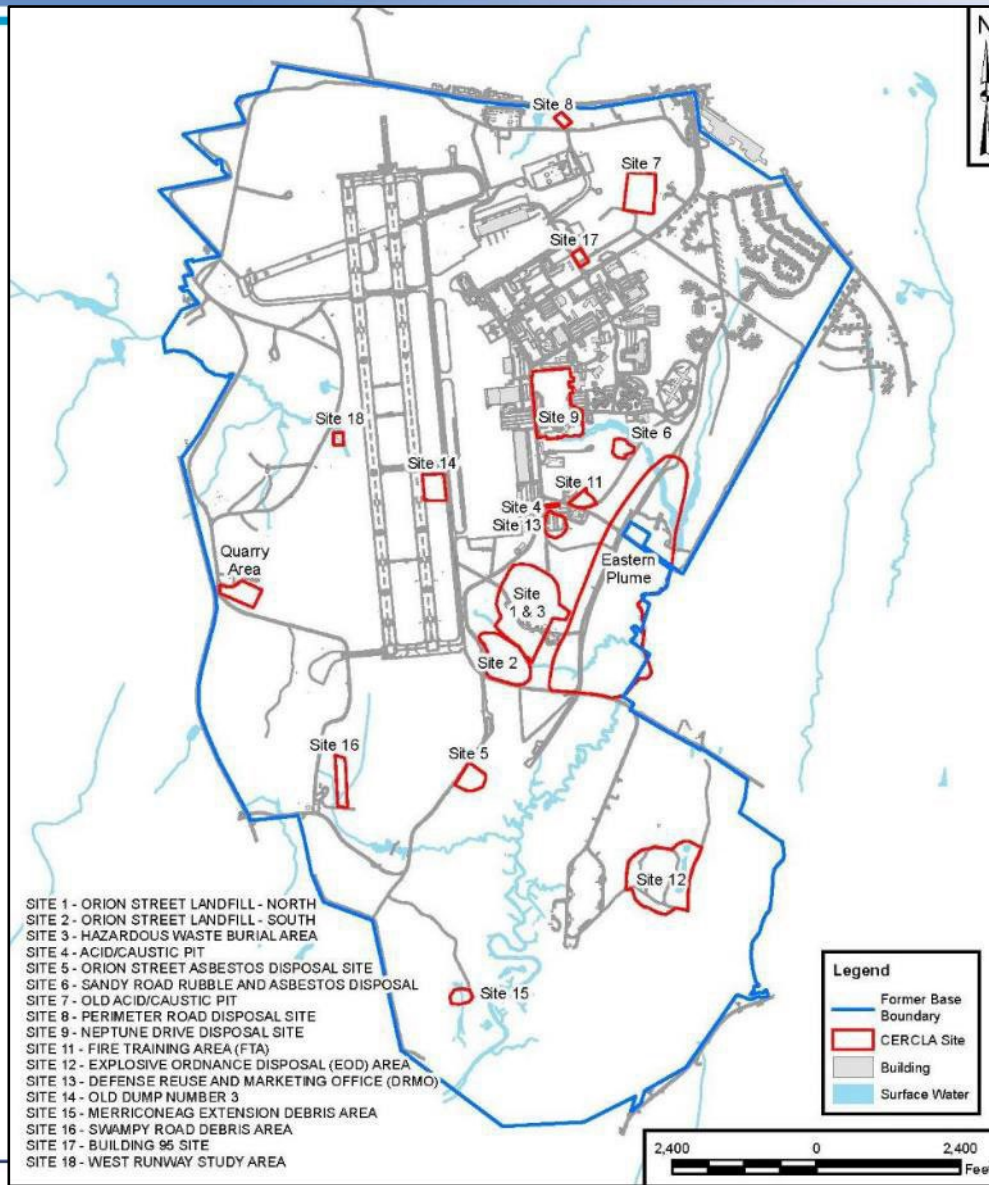 N
Site 8
Site 7
Site 17
Site 9
Site 18
Site 6
Site 14
Site 11
Site 4
Site 13
Quarry
Area
Eastern
Plume
Site
1 & 3
Site 2
Site 16
Site 5
Site 12
Site 15
SITE 1 - ORION STREET LANDFILL - NORTH
SITE 2 - ORION STREET LANDFILL - SOUTH
SITE 3 - HAZARDOUS WASTE BURIAL AREA
SITE 4 - ACID/CAUSTIC PIT
SITE 5 - ORION STREET ASBESTOS DISPOSAL SITE
SITE 6 - SANDY ROAD RUBBLE AND ASBESTOS DISPOSAL
SITE 7 - OLD ACID/CAUSTIC PIT
SITE 8 - PERIMETER ROAD DISPOSAL SITE
SITE 9 - NEPTUNE DRIVE DISPOSAL SITE
SITE 11 - FIRE TRAINING AREA (FTA)
SITE 12 - EXPLOSIVE ORDNANCE DISPOSAL (EOD) AREA
SITE 13 - DEFENSE REUSE AND MARKETING OFFICE (DRMO)
SITE 14 - OLD DUMP NUMBER 3
SITE 15 - MERRICONEAG EXTENSION DEBRIS AREA
SITE 16 - SWAMPY ROAD DEBRIS AREA
SITE 17 - BUILDING 95 SITE
SITE 18 - WEST RUNWAY STUDY AREA
Legend
Former Base
Boundary
CERCLA Site
Building
Surface Water
2,400 0 2,400
Feet